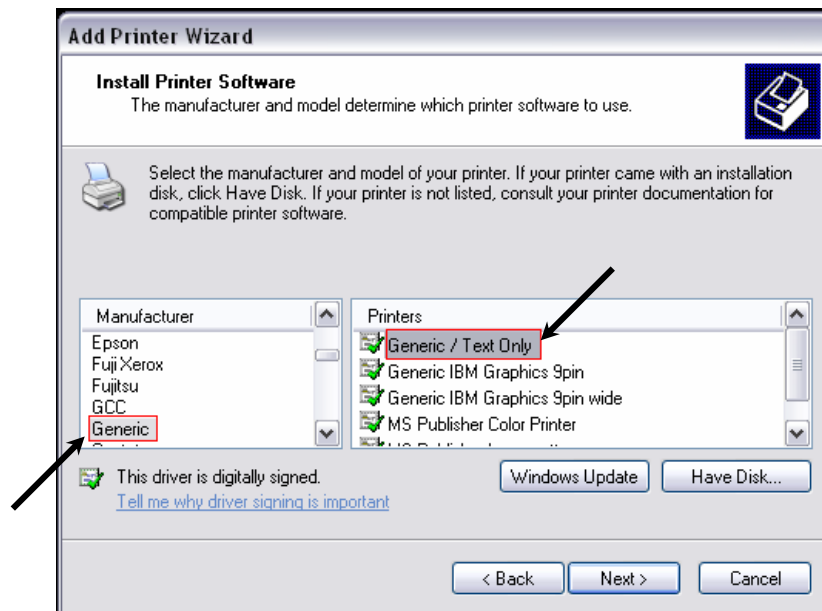 Add Printer Wizard
Install Printer Software
The manufacturer and model determine which printer software to use.
Select the manufacturer and model of your printer. If your printer came with an installation
disk, click Have Disk. If your printer is not listed, consult your printer documentation for
compatible printer software.
Manufacturer
Epson
Fuji Xerox
Fujitsu
GCC
Generic
Printers
Generic / Text Only
Generic IBM Graphics 9pin
Generic IBM Graphics 9pin wide
MS Publisher Color Printer
This driver is digitally signed.
Tell me why driver signing is important
Windows Update
Have Disk...
< Back
Next >
Cancel